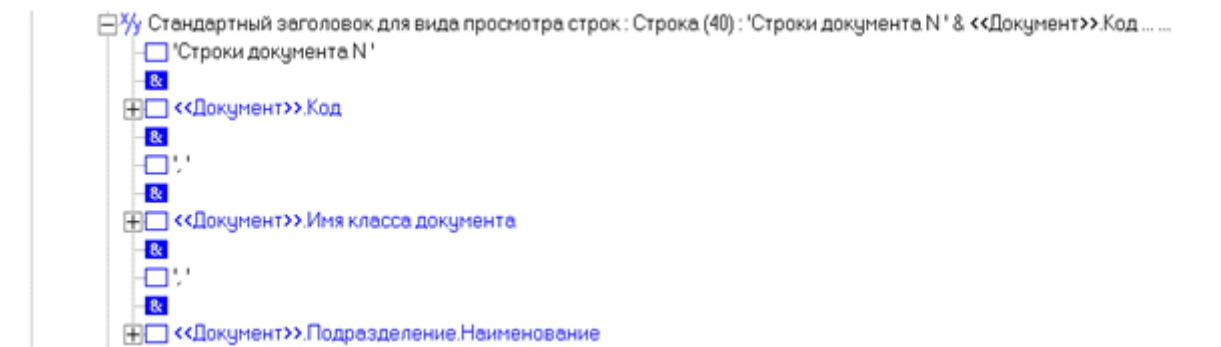 X/y Стандартный заголовок для вида просмотра строк : Строка (40) : 'Строки документа N ' & <<Документ>>.Код ... ...
'Строки документа N '
&
<<Документ>>.Код
&
', '
&
<<Документ>>.Имя класса документа
&
', '
&
<<Документ>>.Подразделение.Наименование